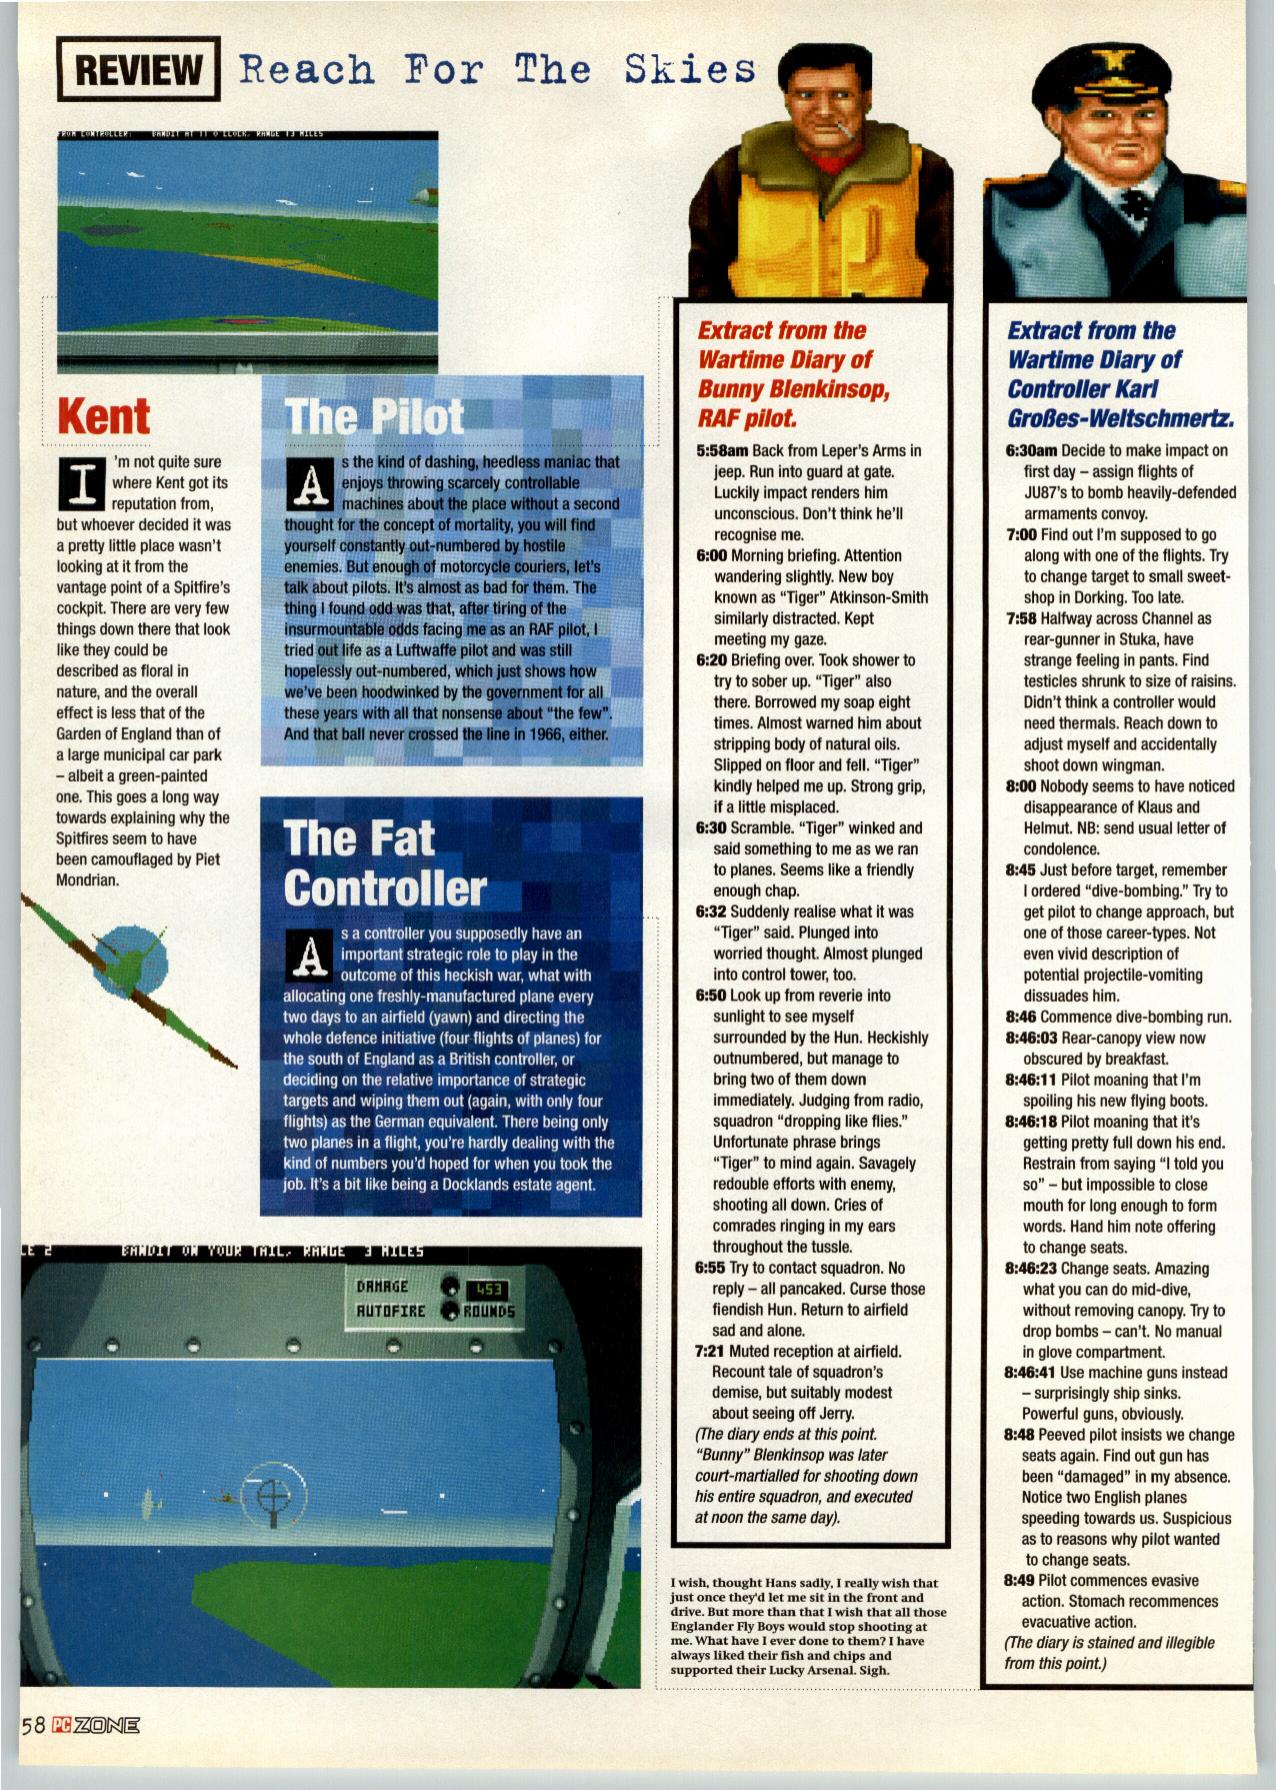 REVIEW Reach For The Skies
FROM CONTROLLER: BANDIT AT 11 O CLOCK, RANGE 13 MILES
Kent
I'm not quite sure
where Kent got its
reputation from,
but whoever decided it was
a pretty little place wasn't
looking at it from the
vantage point of a Spitfire's
cockpit. There are very few
things down there that look
like they could be
described as floral in
nature, and the overall
effect is less that of the
Garden of England than of
a large municipal car park
– albeit a green-painted
one. This goes a long way
towards explaining why the
Spitfires seem to have
been camouflaged by Piet
Mondrian.
The Pilot
As the kind of dashing, heedless maniac that
enjoys throwing scarcely controllable
machines about the place without a second
thought for the concept of mortality, you will find
yourself constantly out-numbered by hostile
enemies. But enough of motorcycle couriers, let's
talk about pilots. It's almost as bad for them. The
thing I found odd was that, after tiring of the
insurmountable odds facing me as an RAF pilot, I
tried out life as a Luftwaffe pilot and was still
hopelessly out-numbered, which just shows how
we've been hoodwinked by the government for all
these years with all that nonsense about “the few”.
And that ball never crossed the line in 1966, either.
The Fat
Controller
As a controller you supposedly have an
important strategic role to play in the
outcome of this heckish war, what with
allocating one freshly-manufactured plane every
two days to an airfield (yawn) and directing the
whole defence initiative (four flights of planes) for
the south of England as a British controller, or
deciding on the relative importance of strategic
targets and wiping them out (again, with only four
flights) as the German equivalent. There being only
two planes in a flight, you're hardly dealing with the
kind of numbers you'd hoped for when you took the
job. It's a bit like being a Docklands estate agent.
LE 2 BANDIT ON YOUR TAIL, RANGE 3 MILES
DAMAGE 453
AUTOFIRE ROUNDS
Extract from the
Wartime Diary of
Bunny Blenkinsop,
RAF pilot.
5:58am Back from Leper's Arms in
jeep. Run into guard at gate.
Luckily impact renders him
unconscious. Don't think he'll
recognise me.
6:00 Morning briefing. Attention
wandering slightly. New boy
known as “Tiger” Atkinson-Smith
similarly distracted. Kept
meeting my gaze.
6:20 Briefing over. Took shower to
try to sober up. “Tiger” also
there. Borrowed my soap eight
times. Almost warned him about
stripping body of natural oils.
Slipped on floor and fell. “Tiger”
kindly helped me up. Strong grip,
if a little misplaced.
6:30 Scramble. “Tiger” winked and
said something to me as we ran
to planes. Seems like a friendly
enough chap.
6:32 Suddenly realise what it was
“Tiger” said. Plunged into
worried thought. Almost plunged
into control tower, too.
6:50 Look up from reverie into
sunlight to see myself
surrounded by the Hun. Heckishly
outnumbered, but manage to
bring two of them down
immediately. Judging from radio,
squadron “dropping like flies.”
Unfortunate phrase brings
“Tiger” to mind again. Savagely
redouble efforts with enemy,
shooting all down. Cries of
comrades ringing in my ears
throughout the tussle.
6:55 Try to contact squadron. No
reply – all pancaked. Curse those
fiendish Hun. Return to airfield
sad and alone.
7:21 Muted reception at airfield.
Recount tale of squadron's
demise, but suitably modest
about seeing off Jerry.
(The diary ends at this point.
“Bunny” Blenkinsop was later
court-martialled for shooting down
his entire squadron, and executed
at noon the same day).
I wish, thought Hans sadly, I really wish that
just once they'd let me sit in the front and
drive. But more than that I wish that all those
Englander Fly Boys would stop shooting at
me. What have I ever done to them? I have
always liked their fish and chips and
supported their Lucky Arsenal. Sigh.
Extract from the
Wartime Diary of
Controller Karl
Großes-Weltschmertz.
6:30am Decide to make impact on
first day – assign flights of
JU87's to bomb heavily-defended
armaments convoy.
7:00 Find out I'm supposed to go
along with one of the flights. Try
to change target to small sweet-
shop in Dorking. Too late.
7:58 Halfway across Channel as
rear-gunner in Stuka, have
strange feeling in pants. Find
testicles shrunk to size of raisins.
Didn't think a controller would
need thermals. Reach down to
adjust myself and accidentally
shoot down wingman.
8:00 Nobody seems to have noticed
disappearance of Klaus and
Helmut. NB: send usual letter of
condolence.
8:45 Just before target, remember
I ordered “dive-bombing.” Try to
get pilot to change approach, but
one of those career-types. Not
even vivid description of
potential projectile-vomiting
dissuades him.
8:46 Commence dive-bombing run.
8:46:03 Rear-canopy view now
obscured by breakfast.
8:46:11 Pilot moaning that I'm
spoiling his new flying boots.
8:46:18 Pilot moaning that it's
getting pretty full down his end.
Restrain from saying “I told you
so” – but impossible to close
mouth for long enough to form
words. Hand him note offering
to change seats.
8:46:23 Change seats. Amazing
what you can do mid-dive,
without removing canopy. Try to
drop bombs – can't. No manual
in glove compartment.
8:46:41 Use machine guns instead
– surprisingly ship sinks.
Powerful guns, obviously.
8:48 Peeved pilot insists we change
seats again. Find out gun has
been “damaged” in my absence.
Notice two English planes
speeding towards us. Suspicious
as to reasons why pilot wanted
to change seats.
8:49 Pilot commences evasive
action. Stomach recommences
evacuative action.
(The diary is stained and illegible
from this point.)
58 PC ZONE